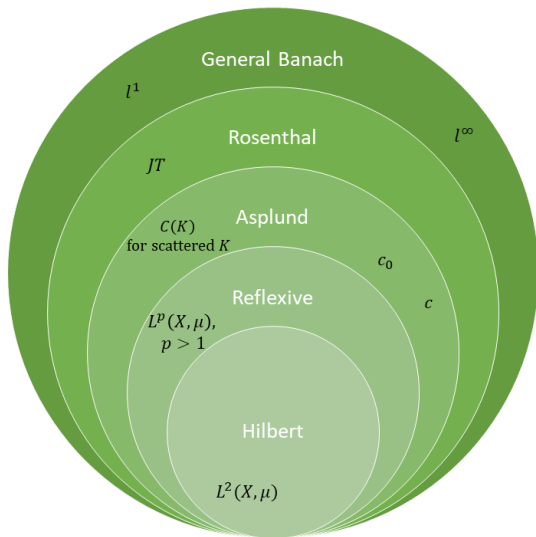 General Banach
l¹
l^∞
Rosenthal
JT
Asplund
C(K)
for scattered K
c₀
c
Reflexive
L^p(X, μ),
p > 1
Hilbert
L²(X, μ)